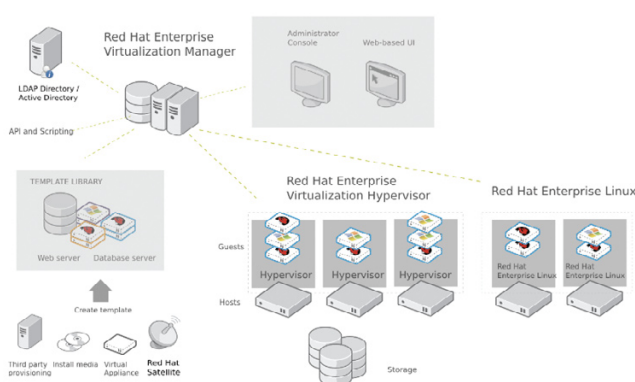 Red Hat Enterprise
Virtualization Manager
Administrator
Console
Web-based UI
LDAP Directory /
Active Directory
API and Scripting
TEMPLATE LIBRARY
Web server
Database server
Create template
Third party
provisioning
Install media
Virtual
Appliance
Red Hat
Satellite
Red Hat Enterprise
Virtualization Hypervisor
Red Hat Enterprise Linux
Guests
Hypervisor
Hypervisor
Hypervisor
Red Hat
Enterprise Linux
Red Hat
Enterprise Linux
Hosts
Storage